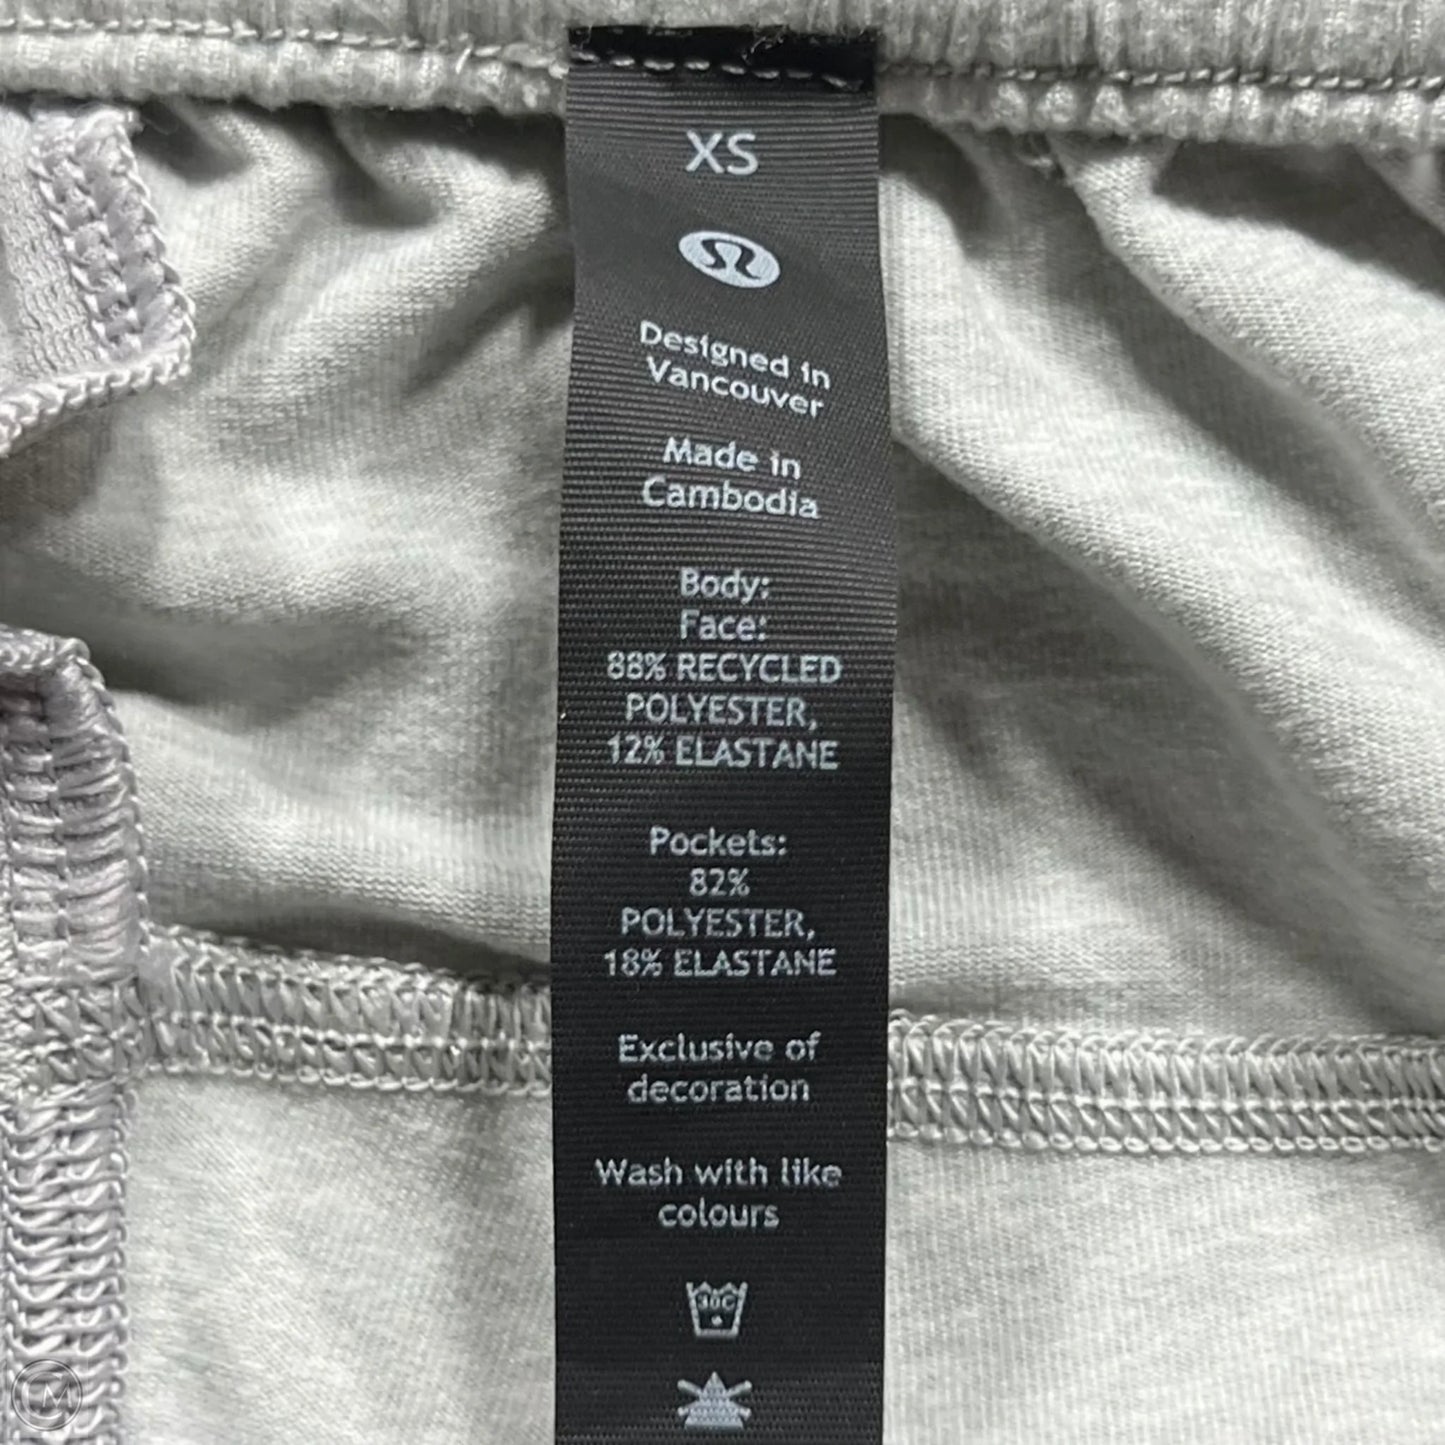 XS
Designed in
Vancouver
Made in
Cambodia
Body:
Face:
88% RECYCLED
POLYESTER,
12% ELASTANE
Pockets:
82%
POLYESTER,
18% ELASTANE
Exclusive of
decoration
Wash with like
colours
30C
M